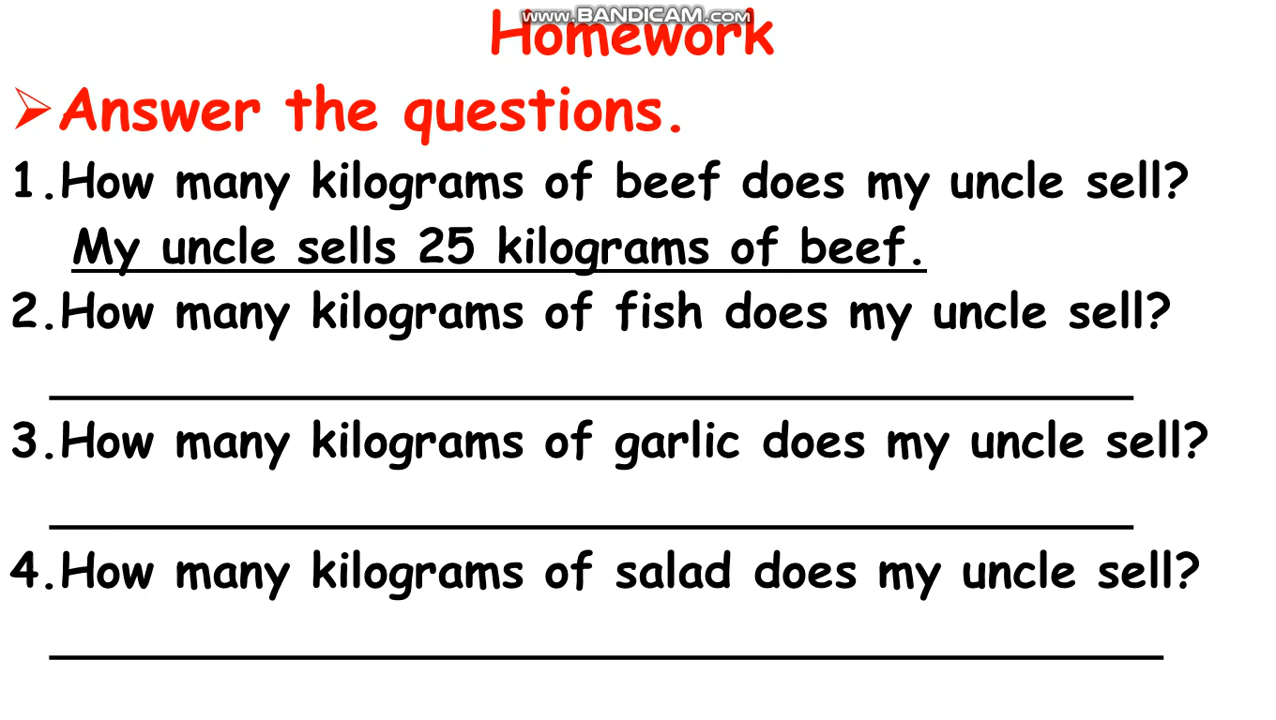 www.BANDICAM.com
Homework
➢Answer the questions.
1.How many kilograms of beef does my uncle sell?
My uncle sells 25 kilograms of beef.
2.How many kilograms of fish does my uncle sell?
3.How many kilograms of garlic does my uncle sell?
4.How many kilograms of salad does my uncle sell?